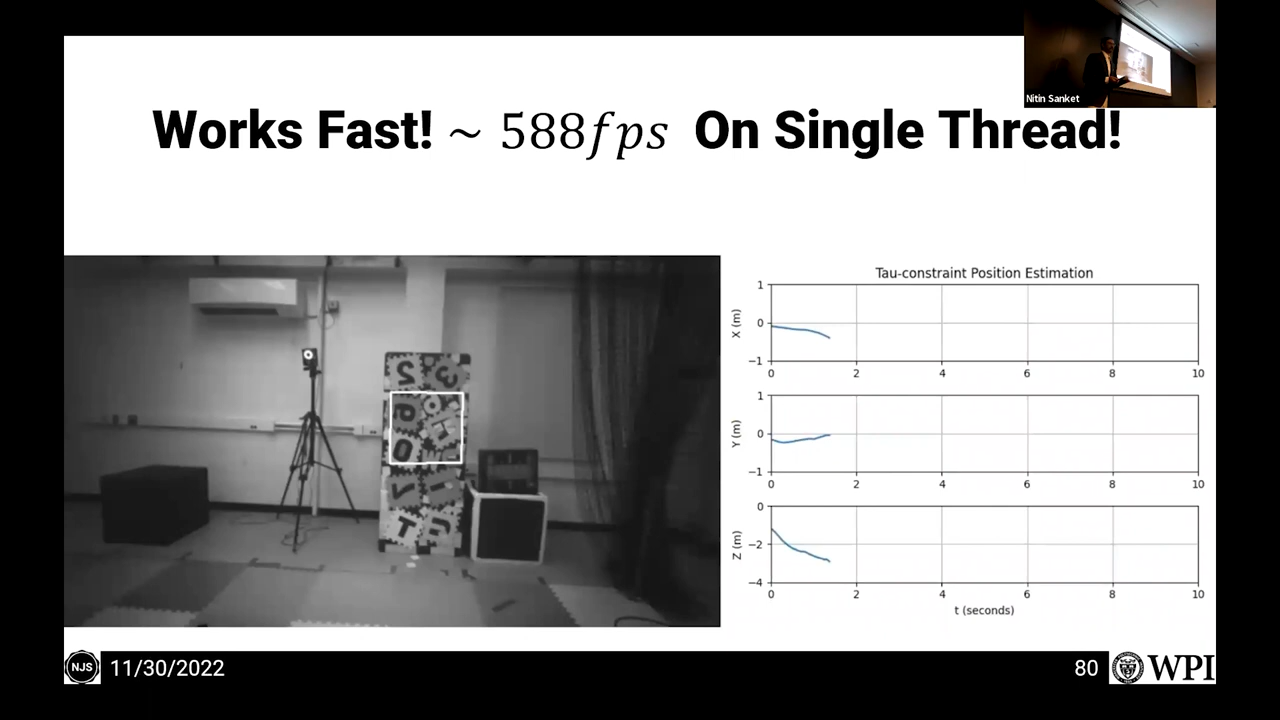 Nitin Sanket
Works Fast! ~ 588fps On Single Thread!
Tau-constraint Position Estimation
X (m)
1
0
−1
0 2 4 6 8 10
Y (m)
1
0
−1
0 2 4 6 8 10
Z (m)
0
−2
−4
0 2 4 6 8 10
t (seconds)
NJS 11/30/2022
80 WPI